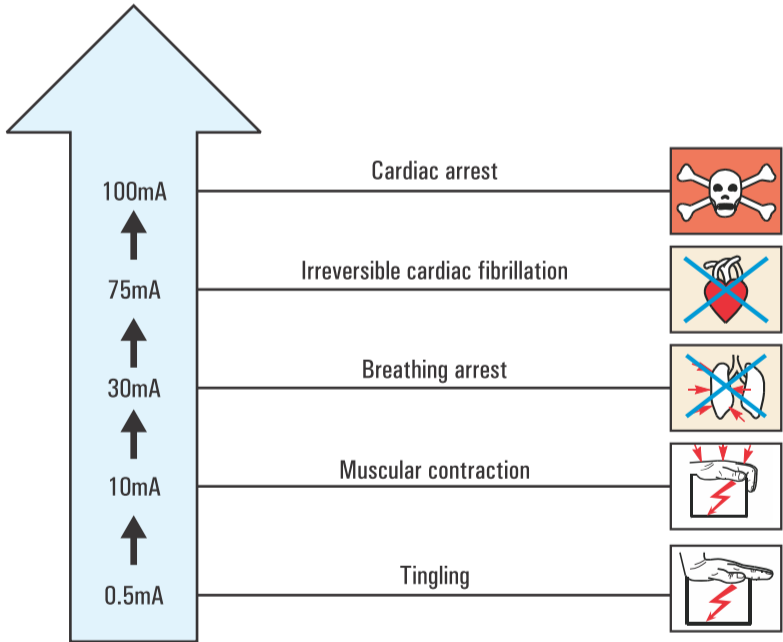 100mA
Cardiac arrest
75mA
Irreversible cardiac fibrillation
30mA
Breathing arrest
10mA
Muscular contraction
0.5mA
Tingling